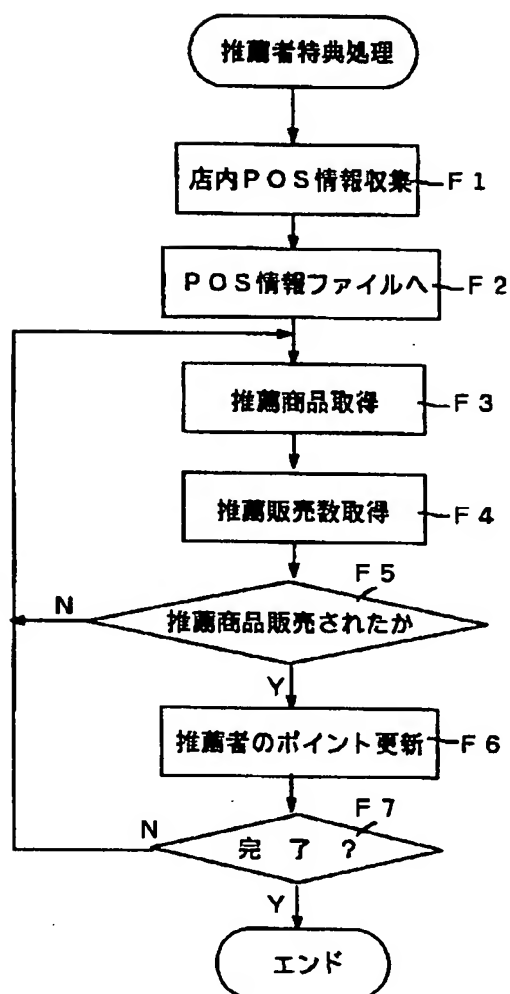 推薦者特典処理
店内POS情報収集 F1
POS情報ファイルへ F2
推薦商品取得 F3
推薦販売数取得 F4
F5
N 推薦商品販売されたか
Y
推薦者のポイント更新 F6
F7
N 完了?
Y
エンド